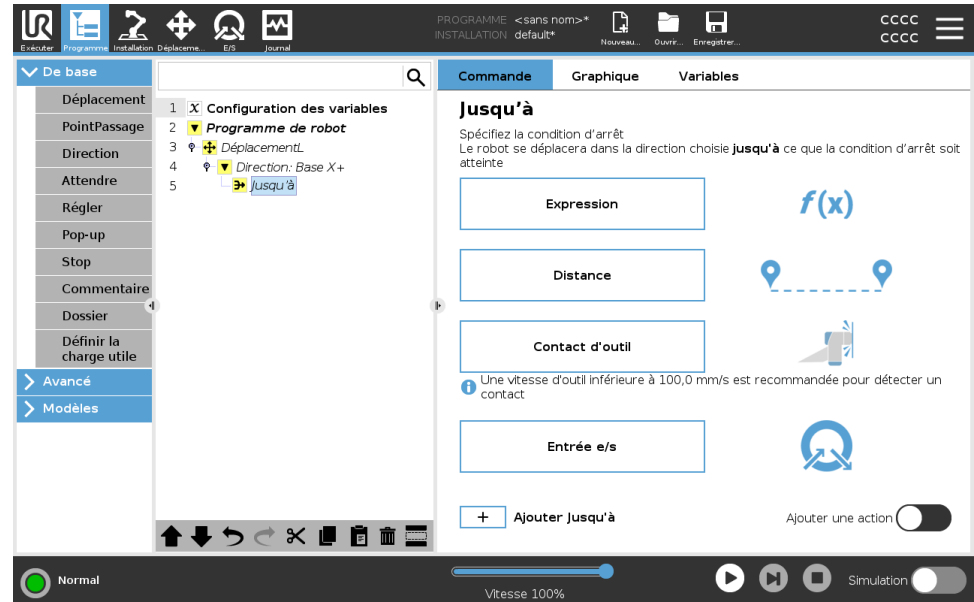 PROGRAMME <sans nom>*
INSTALLATION default*
Exécuter Programme Installation Déplaceme... E/S Journal
Nouveau... Ouvrir... Enregistrer...
CCCC
CCCC
De base
Déplacement
PointPassage
Direction
Attendre
Régler
Pop-up
Stop
Commentaire
Dossier
Définir la
charge utile
Avancé
Modèles
1 X Configuration des variables
2 Programme de robot
3 DéplacementL
4 Direction: Base X+
5 Jusqu'à
Commande Graphique Variables
Jusqu'à
Spécifiez la condition d'arrêt
Le robot se déplacera dans la direction choisie jusqu'à ce que la condition d'arrêt soit
atteinte
Expression
f(x)
Distance
Contact d'outil
Une vitesse d'outil inférieure à 100,0 mm/s est recommandée pour détecter un
contact
Entrée e/s
+ Ajouter Jusqu'à
Ajouter une action
Normal
Vitesse 100%
Simulation